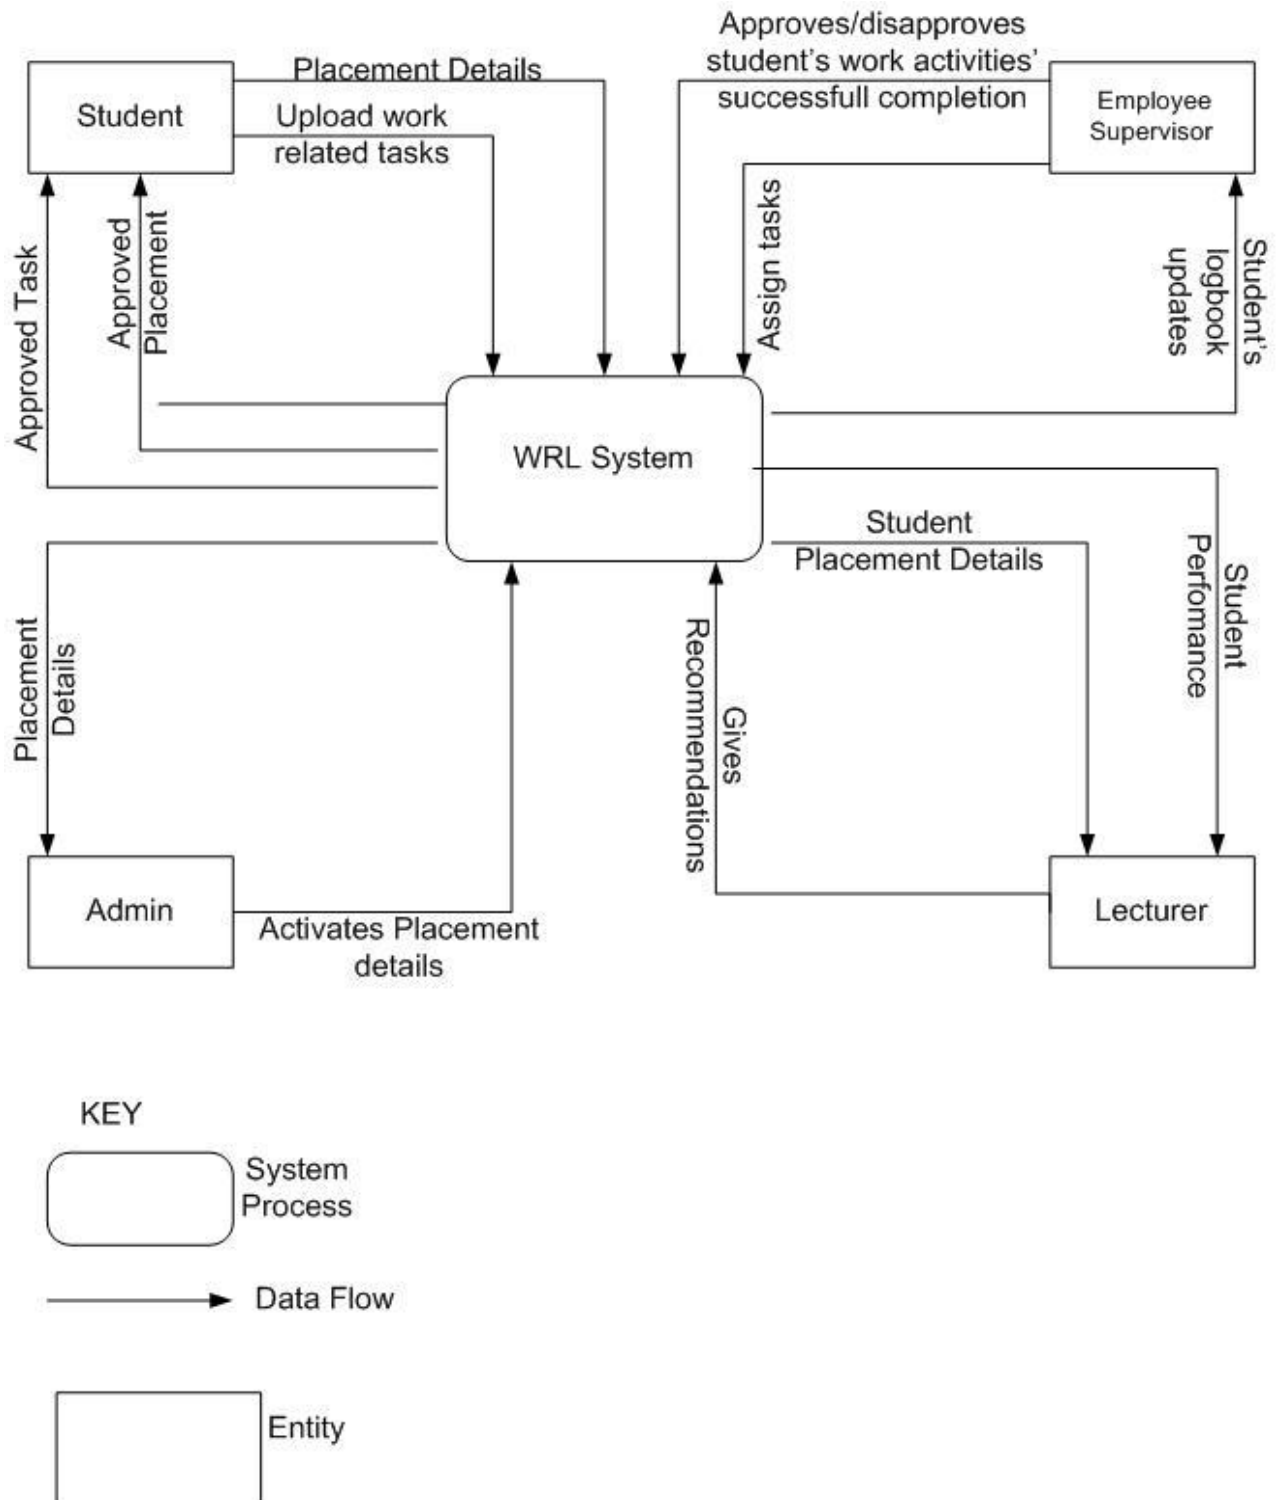 Approves/disapproves
student's work activities'
successfull completion
Placement Details
Student
Upload work
related tasks
Employee
Supervisor
Approved Task
Approved
Placement
Assign tasks
Student's
logbook
updates
WRL System
Student
Placement Details
Student
Perfomance
Placement
Details
Gives
Recommendations
Admin
Activates Placement
details
Lecturer
KEY
System
Process
Data Flow
Entity